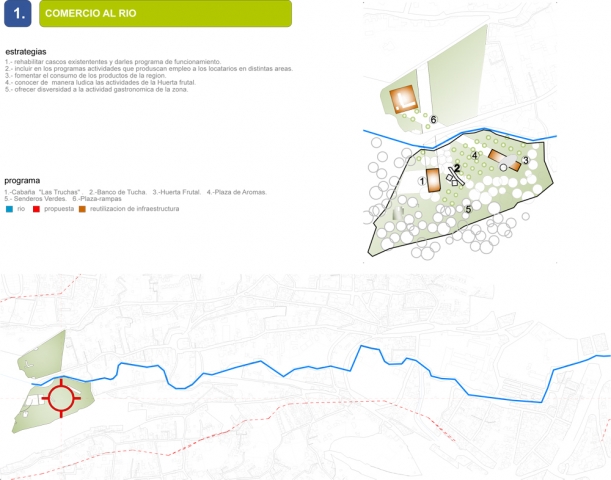 1. COMERCIO AL RIO
estrategias
1.- rehabilitar cascos existententes y darles programa de funcionamiento.
2.- incluir en los programas actividades que produscan empleo a los locatarios en distintas areas.
3.- fomentar el consumo de los productos de la region.
4.- conocer de manera ludica las actividades de la Huerta frutal.
5.- ofrecer disversidad a la actividad gastronomica de la zona.
programa
1.-Cabaña "Las Truchas". 2.-Banco de Tucha. 3.-Huerta Frutal. 4.-Plaza de Aromas.
5.- Senderos Verdes. 6.-Plaza-rampas
rio propuesta reutilizacion de infraestructura
6
4
3
2
1
5